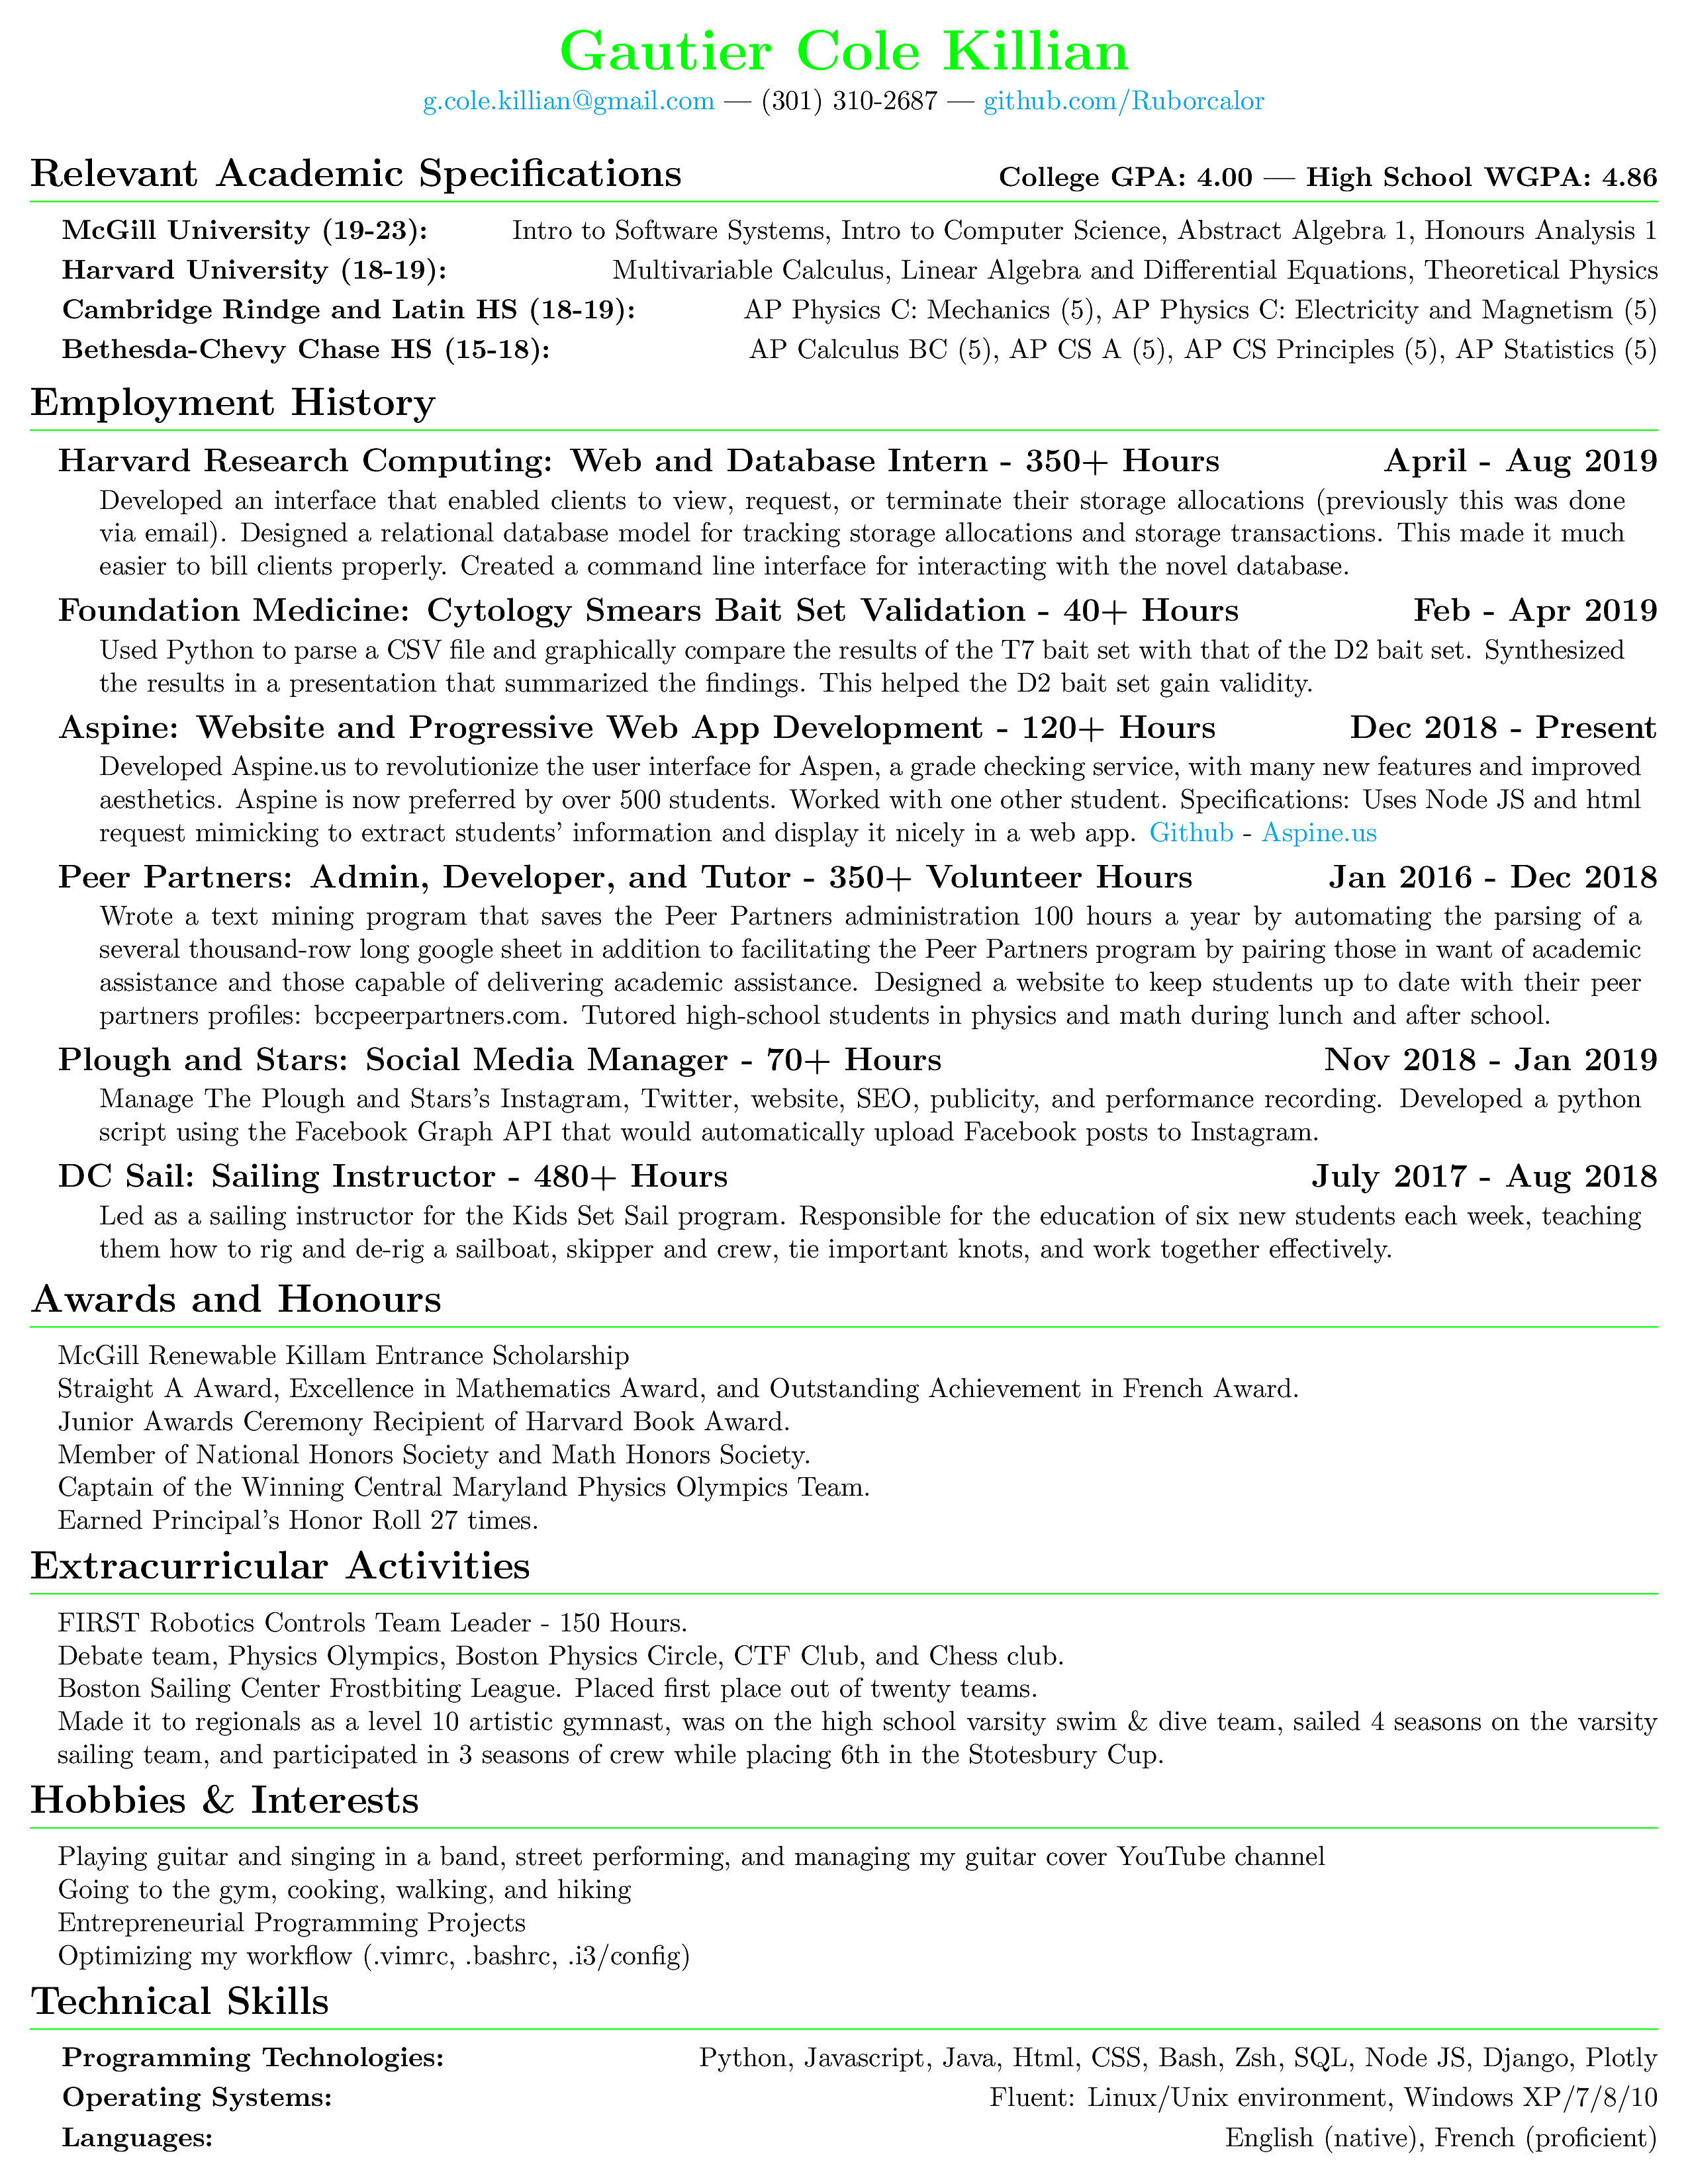 Gautier Cole Killian
g.cole.killian@gmail.com — (301) 310-2687 — github.com/Ruborcalor
Relevant Academic Specifications College GPA: 4.00 — High School WGPA: 4.86
McGill University (19-23): Intro to Software Systems, Intro to Computer Science, Abstract Algebra 1, Honours Analysis 1
Harvard University (18-19): Multivariable Calculus, Linear Algebra and Differential Equations, Theoretical Physics
Cambridge Rindge and Latin HS (18-19): AP Physics C: Mechanics (5), AP Physics C: Electricity and Magnetism (5)
Bethesda-Chevy Chase HS (15-18): AP Calculus BC (5), AP CS A (5), AP CS Principles (5), AP Statistics (5)
Employment History
Harvard Research Computing: Web and Database Intern - 350+ Hours April - Aug 2019
Developed an interface that enabled clients to view, request, or terminate their storage allocations (previously this was done
via email). Designed a relational database model for tracking storage allocations and storage transactions. This made it much
easier to bill clients properly. Created a command line interface for interacting with the novel database.
Foundation Medicine: Cytology Smears Bait Set Validation - 40+ Hours Feb - Apr 2019
Used Python to parse a CSV file and graphically compare the results of the T7 bait set with that of the D2 bait set. Synthesized
the results in a presentation that summarized the findings. This helped the D2 bait set gain validity.
Aspine: Website and Progressive Web App Development - 120+ Hours Dec 2018 - Present
Developed Aspine.us to revolutionize the user interface for Aspen, a grade checking service, with many new features and improved
aesthetics. Aspine is now preferred by over 500 students. Worked with one other student. Specifications: Uses Node JS and html
request mimicking to extract students' information and display it nicely in a web app. Github - Aspine.us
Peer Partners: Admin, Developer, and Tutor - 350+ Volunteer Hours Jan 2016 - Dec 2018
Wrote a text mining program that saves the Peer Partners administration 100 hours a year by automating the parsing of a
several thousand-row long google sheet in addition to facilitating the Peer Partners program by pairing those in want of academic
assistance and those capable of delivering academic assistance. Designed a website to keep students up to date with their peer
partners profiles: bccpeerpartners.com. Tutored high-school students in physics and math during lunch and after school.
Plough and Stars: Social Media Manager - 70+ Hours Nov 2018 - Jan 2019
Manage The Plough and Stars's Instagram, Twitter, website, SEO, publicity, and performance recording. Developed a python
script using the Facebook Graph API that would automatically upload Facebook posts to Instagram.
DC Sail: Sailing Instructor - 480+ Hours July 2017 - Aug 2018
Led as a sailing instructor for the Kids Set Sail program. Responsible for the education of six new students each week, teaching
them how to rig and de-rig a sailboat, skipper and crew, tie important knots, and work together effectively.
Awards and Honours
McGill Renewable Killam Entrance Scholarship
Straight A Award, Excellence in Mathematics Award, and Outstanding Achievement in French Award.
Junior Awards Ceremony Recipient of Harvard Book Award.
Member of National Honors Society and Math Honors Society.
Captain of the Winning Central Maryland Physics Olympics Team.
Earned Principal's Honor Roll 27 times.
Extracurricular Activities
FIRST Robotics Controls Team Leader - 150 Hours.
Debate team, Physics Olympics, Boston Physics Circle, CTF Club, and Chess club.
Boston Sailing Center Frostbiting League. Placed first place out of twenty teams.
Made it to regionals as a level 10 artistic gymnast, was on the high school varsity swim & dive team, sailed 4 seasons on the varsity
sailing team, and participated in 3 seasons of crew while placing 6th in the Stotesbury Cup.
Hobbies & Interests
Playing guitar and singing in a band, street performing, and managing my guitar cover YouTube channel
Going to the gym, cooking, walking, and hiking
Entrepreneurial Programming Projects
Optimizing my workflow (.vimrc, .bashrc, .i3/config)
Technical Skills
Programming Technologies: Python, Javascript, Java, Html, CSS, Bash, Zsh, SQL, Node JS, Django, Plotly
Operating Systems: Fluent: Linux/Unix environment, Windows XP/7/8/10
Languages: English (native), French (proficient)